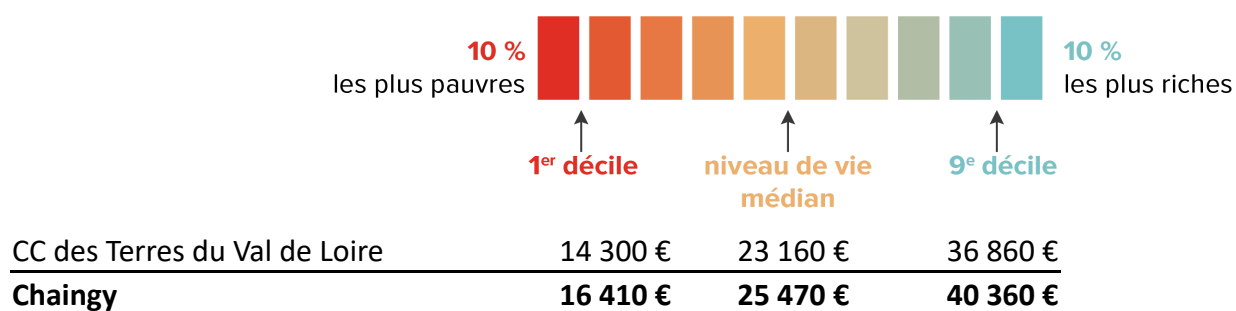 10 %
les plus pauvres
10 %
les plus riches
1er décile
niveau de vie
médian
9e décile
CC des Terres du Val de Loire 14 300 € 23 160 € 36 860 €
Chaingy 16 410 € 25 470 € 40 360 €